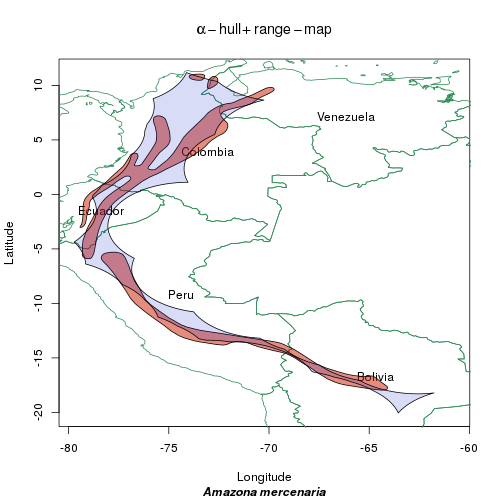 α – hull+ range – map
Latitude
10
5
0
-5
-10
-15
-20
Venezuela
Colombia
Ecuador
Peru
Bolivia
-80 -75 -70 -65 -60
Longitude
Amazona mercenaria